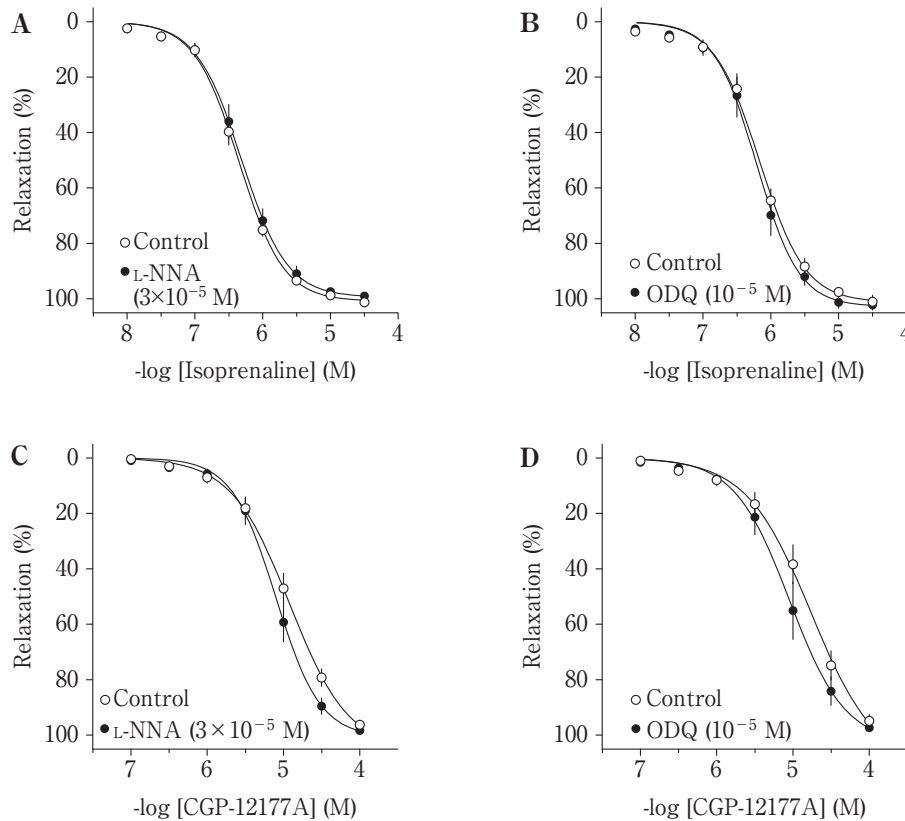 A
0
20
40
60
80
100
Relaxation (%)
Control
L-NNA
(3×10⁻⁵ M)
8 7 6 5 4
-log [Isoprenaline] (M)
B
0
20
40
60
80
100
Relaxation (%)
Control
ODQ (10⁻⁵ M)
8 7 6 5 4
-log [Isoprenaline] (M)
C
0
20
40
60
80
100
Relaxation (%)
Control
L-NNA (3×10⁻⁵ M)
7 6 5 4
-log [CGP-12177A] (M)
D
0
20
40
60
80
100
Relaxation (%)
Control
ODQ (10⁻⁵ M)
7 6 5 4
-log [CGP-12177A] (M)